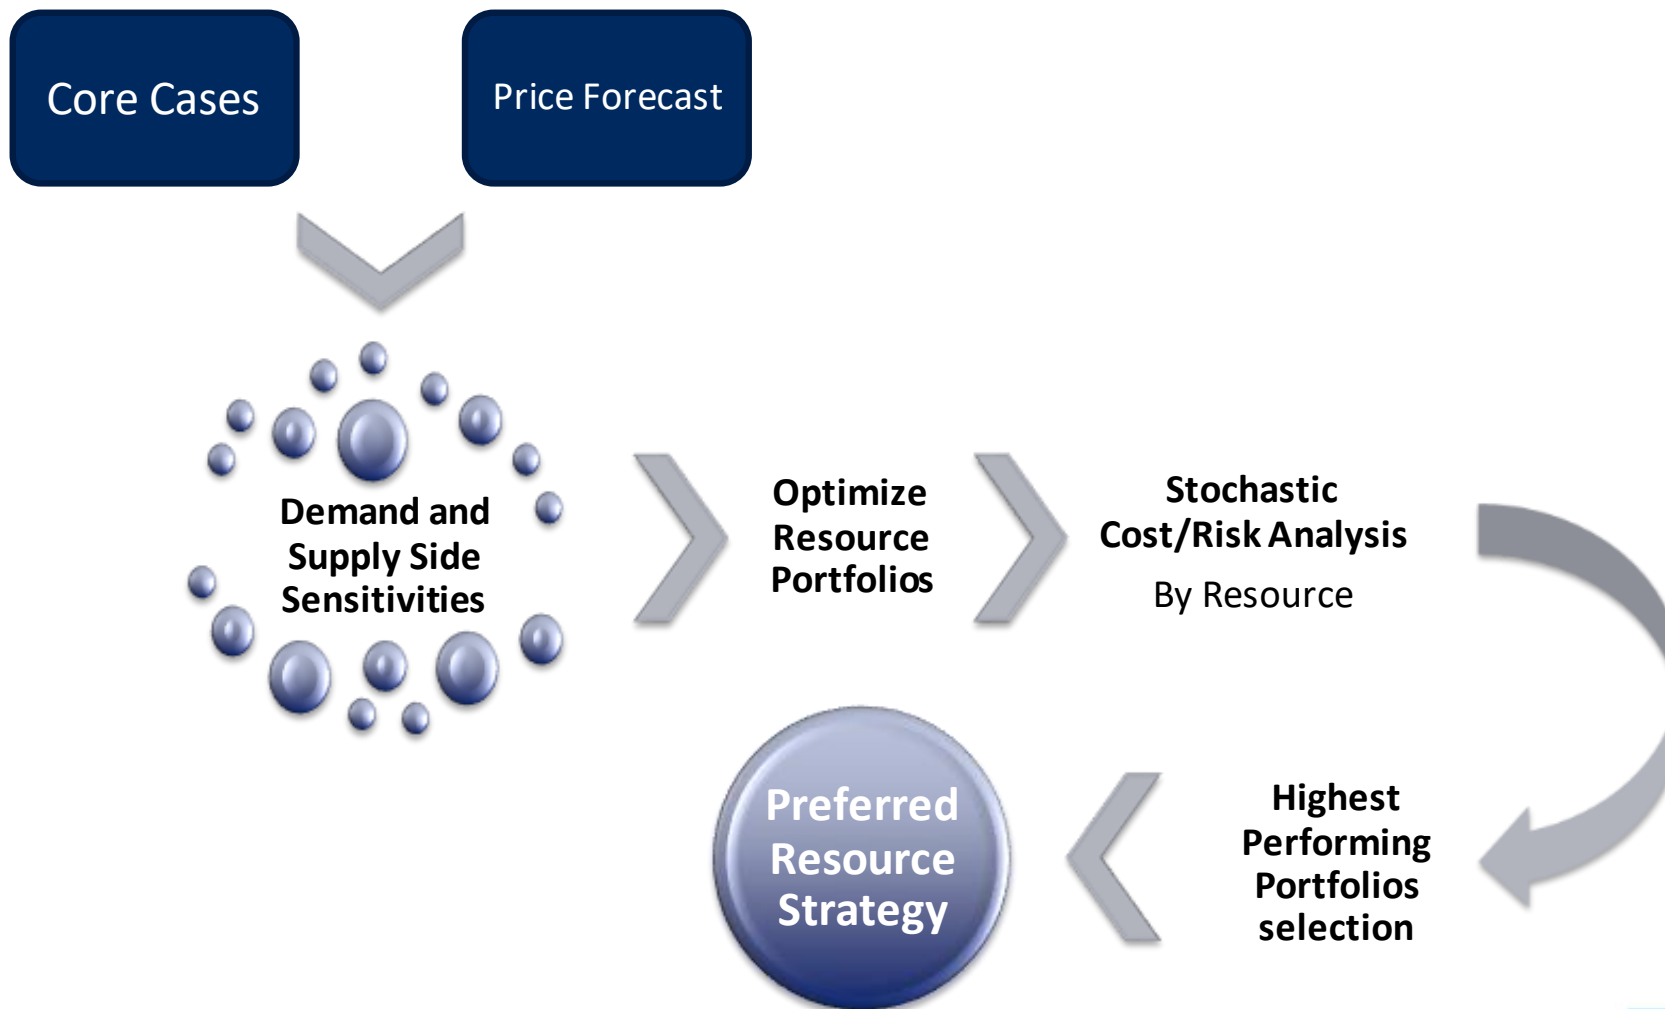 Core Cases
Price Forecast
Demand and
Supply Side
Sensitivities
Optimize
Resource
Portfolios
Stochastic
Cost/Risk Analysis
By Resource
Highest
Performing
Portfolios
selection
Preferred
Resource
Strategy